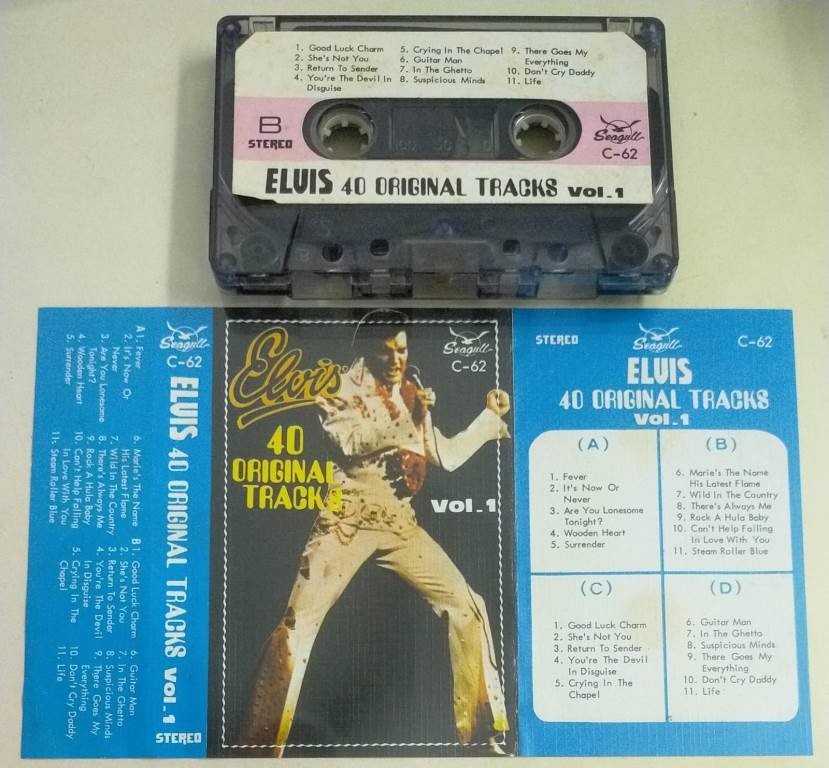 1. Good Luck Charm
2. She's Not You
3. Return To Sender
4. You're The Devil In
Disguise
5. Crying In The Chapel
6. Guitar Man
7. In The Ghetto
8. Suspicious Minds
9. There Goes My
Everything
10. Don't Cry Daddy
11. Life
B
STEREO
Seagull
C-62
ELVIS 40 ORIGINAL TRACKS VOL.1
A1. Fever
2. It's Now Or
Never
3. Are You Lonesome
Tonight?
4. Wooden Heart
5. Surrender
6. Marie's The Name
His Latest Flame
7. Wild In The Country
8. There's Always Me
9. Rock A Hula Baby
10. Can't Help Falling
In Love With You
11. Steam Roller Blue
B1. Good Luck Charm
2. She's Not You
3. Return To Sender
4. You're The Devil
In Disguise
5. Crying In The
Chapel
6. Guitar Man
7. In The Ghetto
8. Suspicious Minds
9. There Goes My
Everything
10. Don't Cry Daddy
11. Life
Seagull
C-62
ELVIS 40 ORIGINAL TRACKS VOL.1
STEREO
Elvis
40
ORIGINAL
TRACKS
Seagull
C-62
VOL.1
STEREO
Seagull
C-62
ELVIS
40 ORIGINAL TRACKS
VOL.1
(A)
1. Fever
2. It's Now Or
Never
3. Are You Lonesome
Tonight?
4. Wooden Heart
5. Surrender
(B)
6. Marie's The Name
His Latest Flame
7. Wild In The Country
8. There's Always Me
9. Rock A Hula Baby
10. Can't Help Falling
In Love With You
11. Steam Roller Blue
(C)
1. Good Luck Charm
2. She's Not You
3. Return To Sender
4. You're The Devil
In Disguise
5. Crying In The
Chapel
(D)
6. Guitar Man
7. In The Ghetto
8. Suspicious Minds
9. There Goes My
Everything
10. Don't Cry Daddy
11. Life